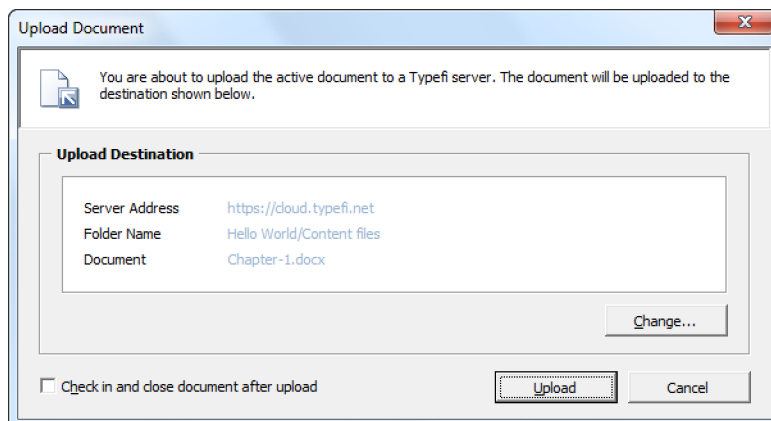 Upload Document
You are about to upload the active document to a Typefi server. The document will be uploaded to the
destination shown below.
Upload Destination
Server Address https://cloud.typefi.net
Folder Name Hello World/Content files
Document Chapter-1.docx
Change...
Check in and close document after upload
Upload Cancel